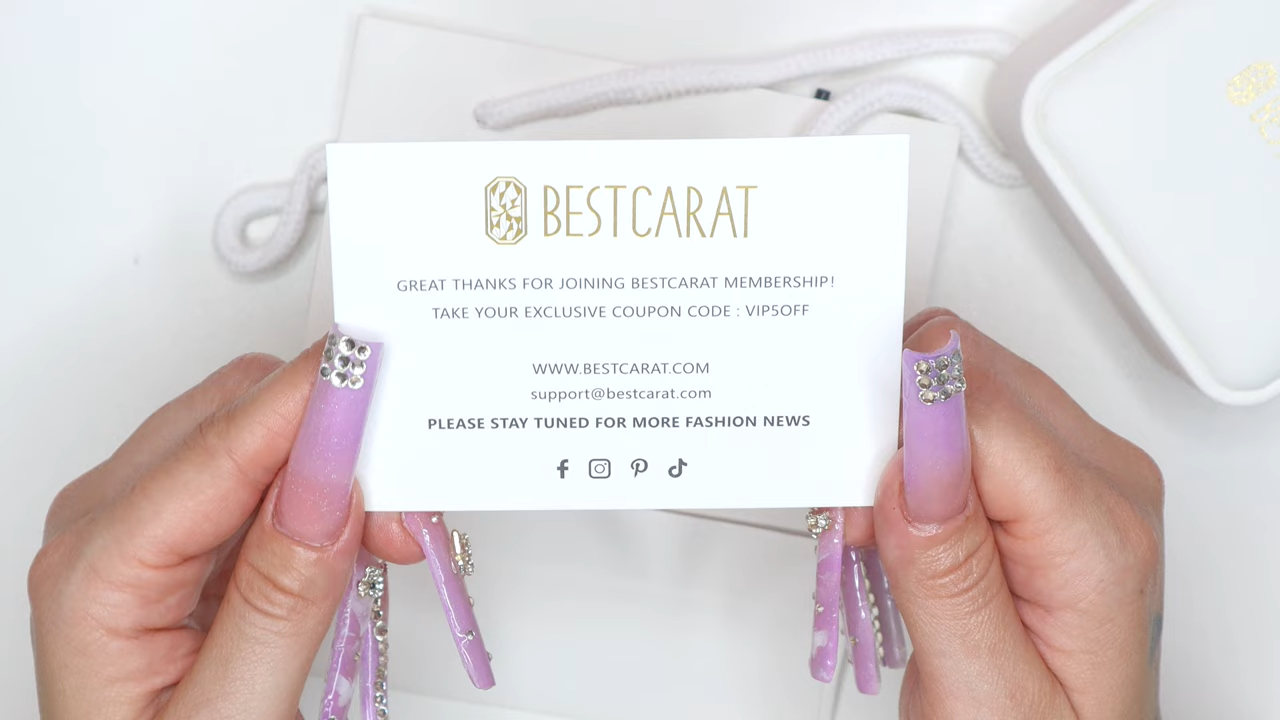 BESTCARAT
GREAT THANKS FOR JOINING BESTCARAT MEMBERSHIP!
TAKE YOUR EXCLUSIVE COUPON CODE : VIP5OFF
WWW.BESTCARAT.COM
support@bestcarat.com
PLEASE STAY TUNED FOR MORE FASHION NEWS